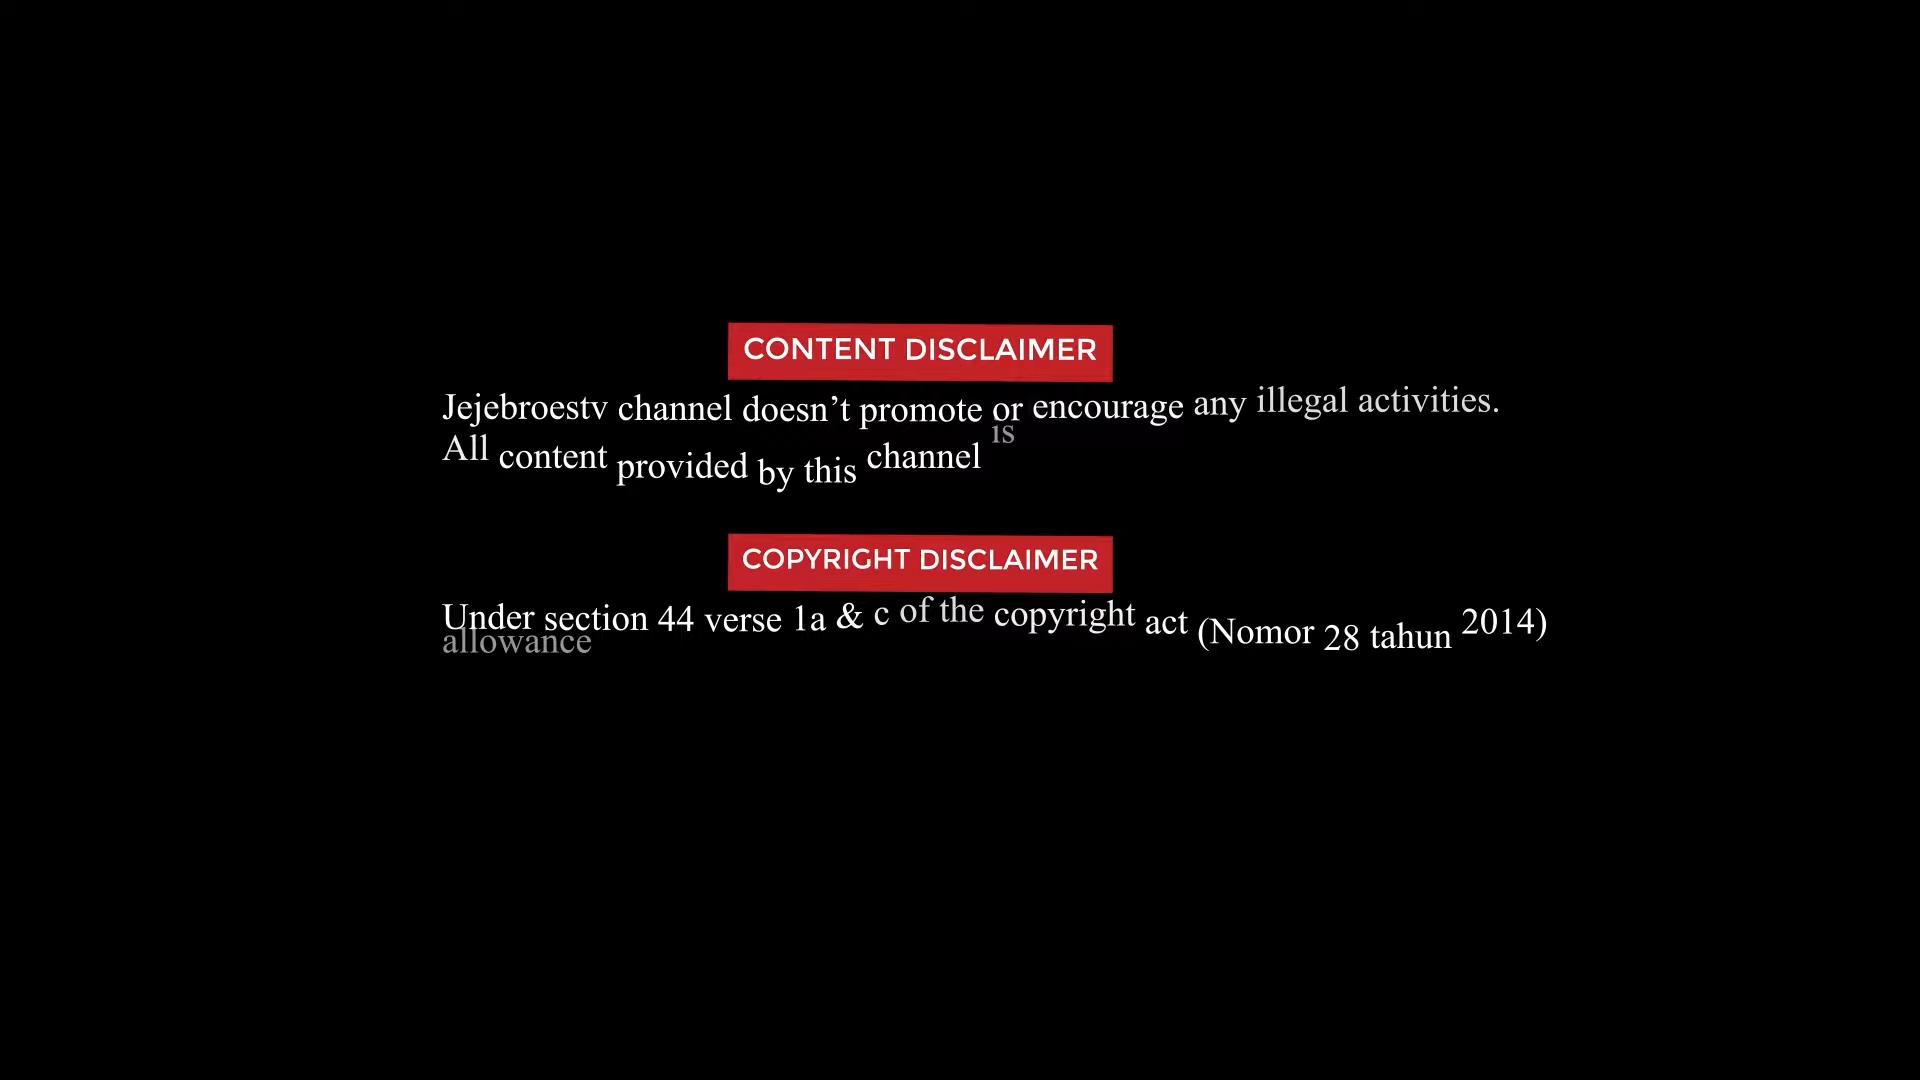 CONTENT DISCLAIMER
Jejebroestv channel doesn’t promote or encourage any illegal activities.
All content provided by this channel is
COPYRIGHT DISCLAIMER
Under section 44 verse 1a & c of the copyright act (Nomor 28 tahun 2014)
allowance